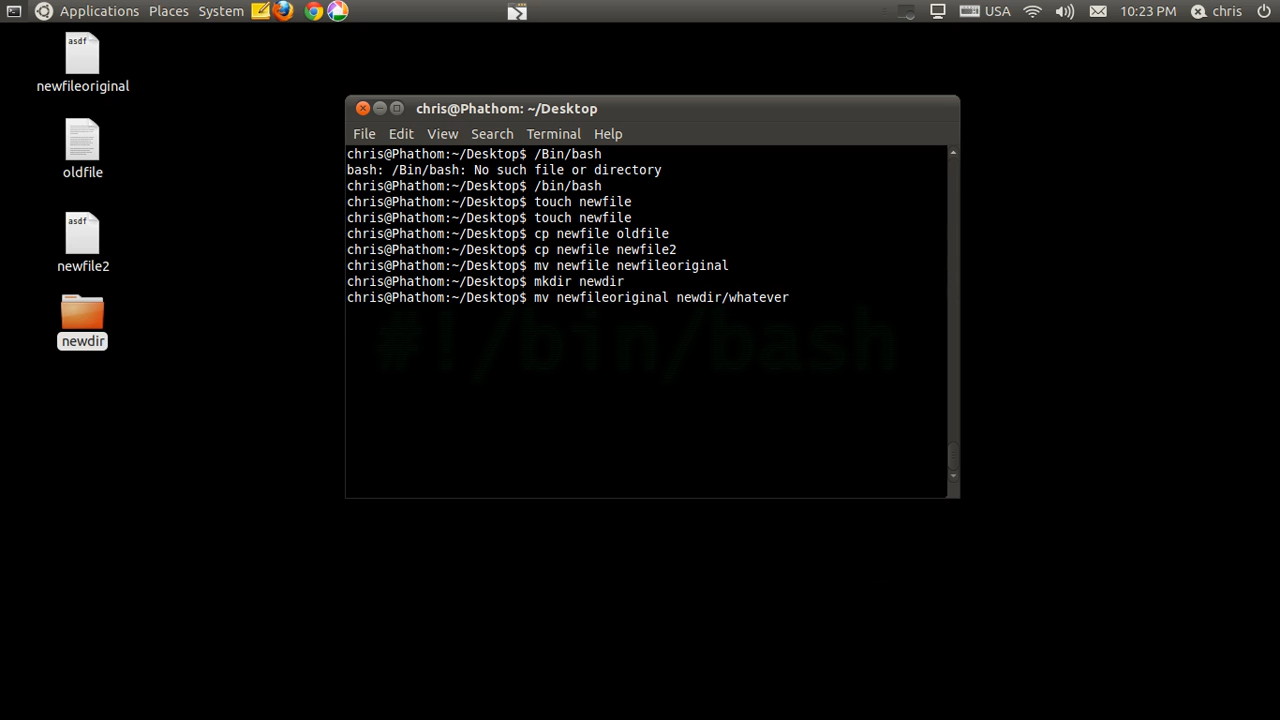 Applications Places System USA 10:23 PM chris
asdf
newfileoriginal
oldfile
asdf
newfile2
newdir
chris@Phathom: ~/Desktop
File Edit View Search Terminal Help
chris@Phathom:~/Desktop$ /Bin/bash
bash: /Bin/bash: No such file or directory
chris@Phathom:~/Desktop$ /bin/bash
chris@Phathom:~/Desktop$ touch newfile
chris@Phathom:~/Desktop$ touch newfile
chris@Phathom:~/Desktop$ cp newfile oldfile
chris@Phathom:~/Desktop$ cp newfile newfile2
chris@Phathom:~/Desktop$ mv newfile newfileoriginal
chris@Phathom:~/Desktop$ mkdir newdir
chris@Phathom:~/Desktop$ mv newfileoriginal newdir/whatever
#!/bin/bash